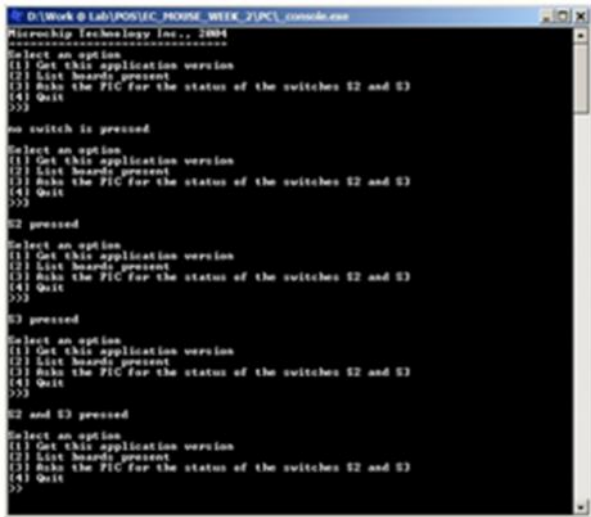 D:\Work @ Lab\POS\EC_MOUSE_WEEK_2\PC\_console.exe
Microchip Technology Inc., 2004
---------------------------------
Select an option
[1] Get this application version
[2] List boards present
[3] Asks the PIC for the status of the switches S2 and S3
[4] Quit
>>3
no switch is pressed
Select an option
[1] Get this application version
[2] List boards present
[3] Asks the PIC for the status of the switches S2 and S3
[4] Quit
>>3
S2 pressed
Select an option
[1] Get this application version
[2] List boards present
[3] Asks the PIC for the status of the switches S2 and S3
[4] Quit
>>3
S3 pressed
Select an option
[1] Get this application version
[2] List boards present
[3] Asks the PIC for the status of the switches S2 and S3
[4] Quit
>>3
S2 and S3 pressed
Select an option
[1] Get this application version
[2] List boards present
[3] Asks the PIC for the status of the switches S2 and S3
[4] Quit
>>